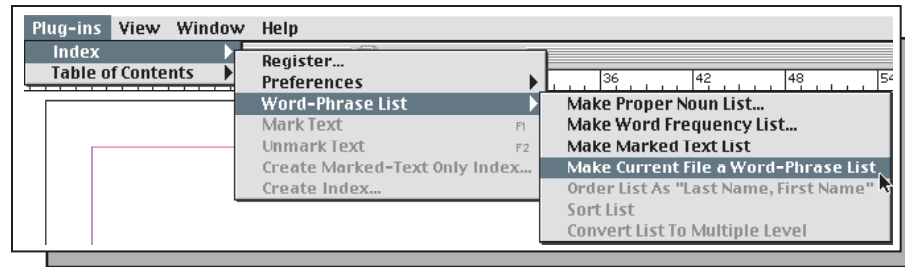 Plug-ins View Window Help
Index
Table of Contents
Register...
Preferences
Word-Phrase List
Mark Text F1
Unmark Text F2
Create Marked-Text Only Index...
Create Index...
36 42 48 54
Make Proper Noun List...
Make Word Frequency List...
Make Marked Text List
Make Current File a Word-Phrase List
Order List As "Last Name, First Name"
Sort List
Convert List To Multiple Level